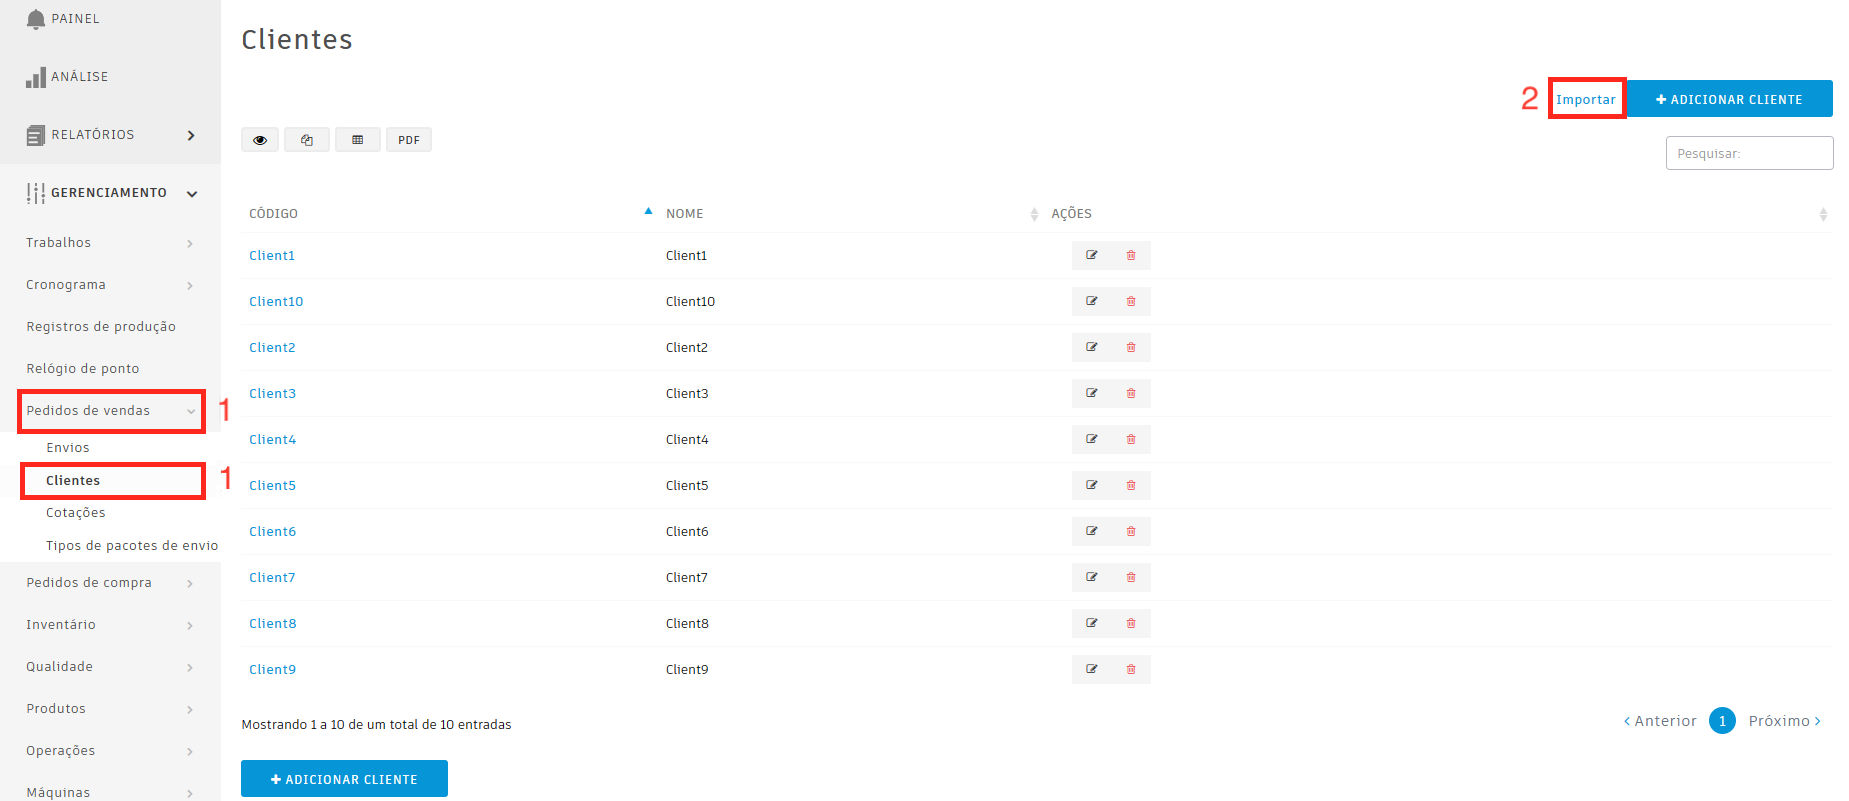 PAINEL
ANÁLISE
RELATÓRIOS
GERENCIAMENTO
Trabalhos
Cronograma
Registros de produção
Relógio de ponto
Pedidos de vendas 1
Envios
Clientes 1
Cotações
Tipos de pacotes de envio
Pedidos de compra
Inventário
Qualidade
Produtos
Operações
Máquinas
Clientes
2 Importar ADICIONAR CLIENTE
PDF
Pesquisar:
CÓDIGO NOME AÇÕES
Client1 Client1
Client10 Client10
Client2 Client2
Client3 Client3
Client4 Client4
Client5 Client5
Client6 Client6
Client7 Client7
Client8 Client8
Client9 Client9
Mostrando 1 a 10 de um total de 10 entradas
Anterior 1 Próximo
ADICIONAR CLIENTE